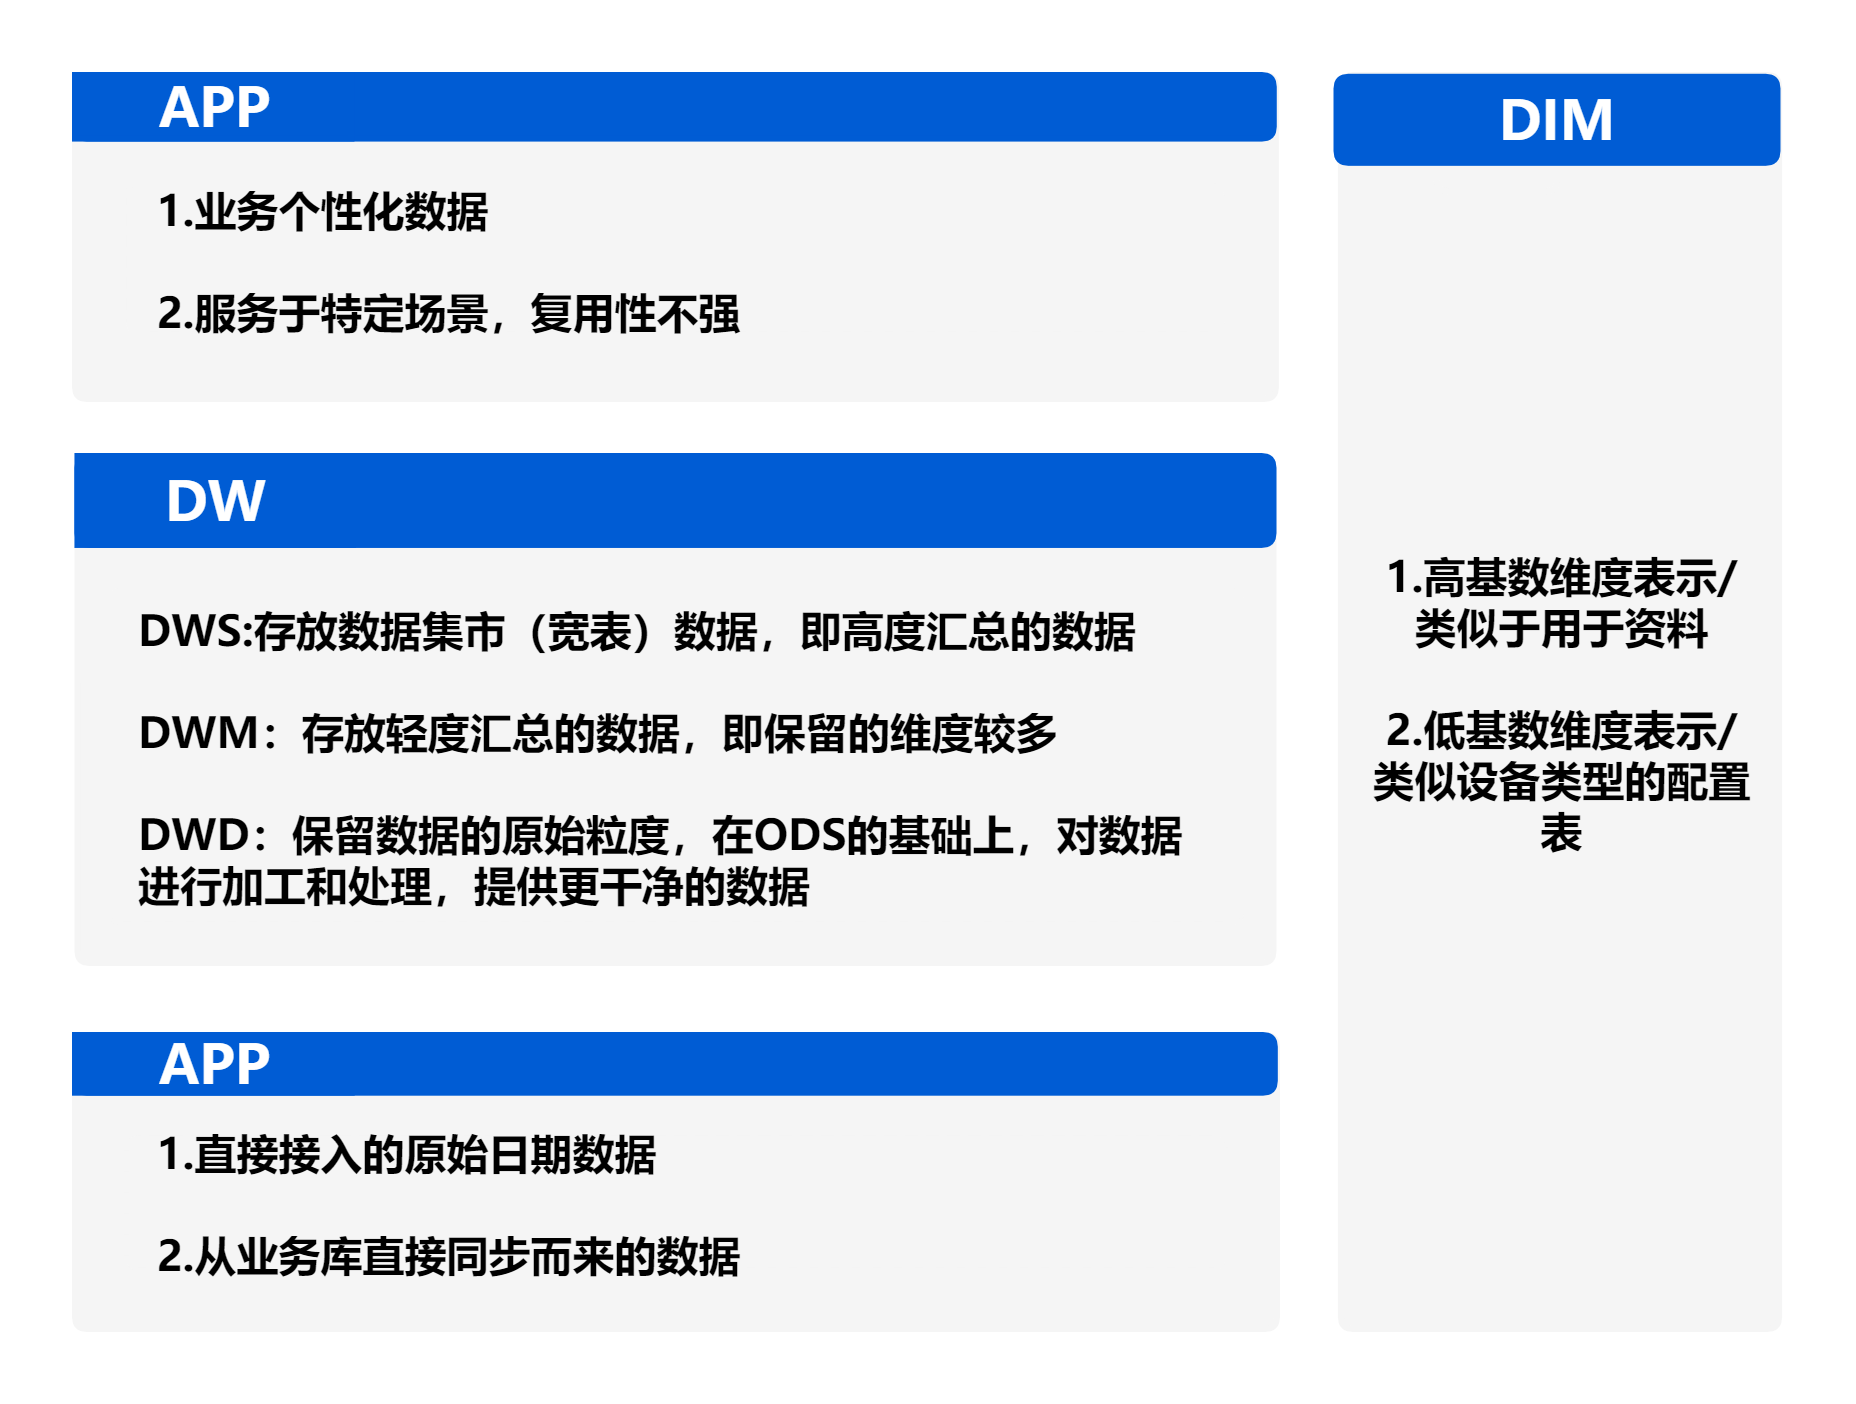 APP
1.业务个性化数据
2.服务于特定场景，复用性不强
DW
DWS:存放数据集市（宽表）数据，即高度汇总的数据
DWM：存放轻度汇总的数据，即保留的维度较多
DWD：保留数据的原始粒度，在ODS的基础上，对数据
进行加工和处理，提供更干净的数据
APP
1.直接接入的原始日期数据
2.从业务库直接同步而来的数据
DIM
1.高基数维度表示/
类似于用于资料
2.低基数维度表示/
类似设备类型的配置
表